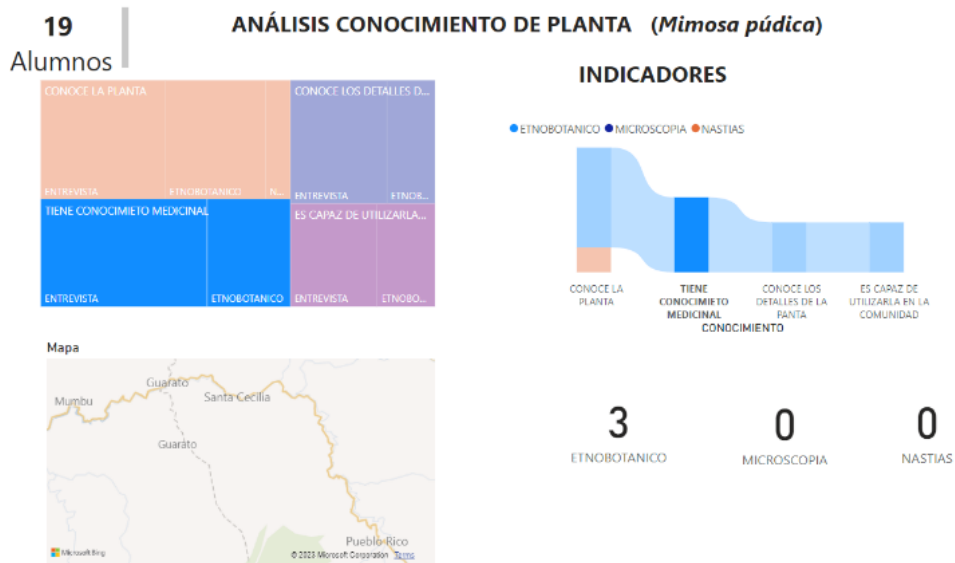 19
Alumnos
ANÁLISIS CONOCIMIENTO DE PLANTA (Mimosa púdica)
CONOCE LA PLANTA
ENTREVISTA
ETNOBOTANICO
N...
CONOCE LOS DETALLES D...
ENTREVISTA
ETNOB...
TIENE CONOCIMIETO MEDICINAL
ENTREVISTA
ETNOBOTANICO
ES CAPAZ DE UTILIZARLA...
ENTREVISTA
ETNOBO...
INDICADORES
ETNOBOTANICO MICROSCOPIA NASTIAS
CONOCE LA
PLANTA
TIENE
CONOCIMIETO
MEDICINAL
CONOCE LOS
DETALLES DE LA
PANTA
ES CAPAZ DE
UTILIZARLA EN LA
COMUNIDAD
CONOCIMIENTO
Mapa
Guarato
Mumbu
Santa Cecilia
Guarato
Pueblo Rico
Microsoft Bing
© 2023 Microsoft Corporation Terms
3
ETNOBOTANICO
0
MICROSCOPIA
0
NASTIAS